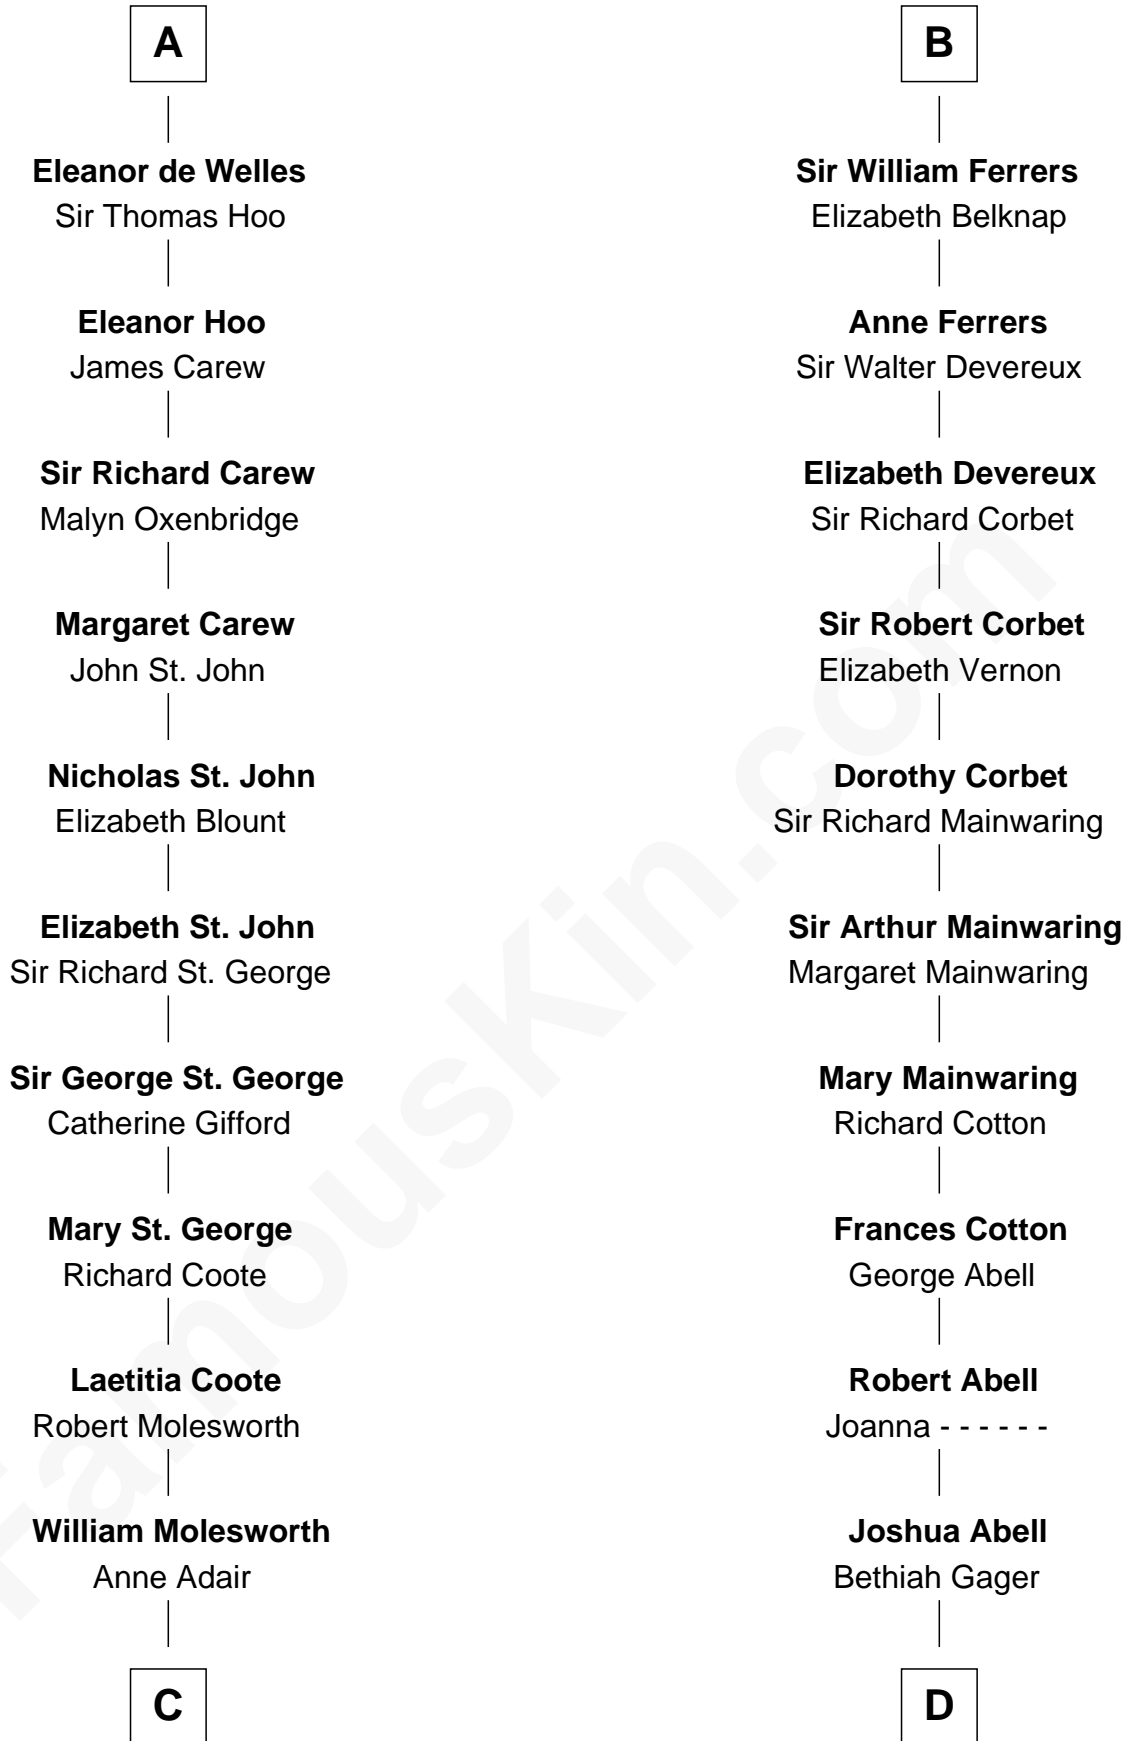 A
Eleanor de Welles
Sir Thomas Hoo
Eleanor Hoo
James Carew
Sir Richard Carew
Malyn Oxenbridge
Margaret Carew
John St. John
Nicholas St. John
Elizabeth Blount
Elizabeth St. John
Sir Richard St. George
Sir George St. George
Catherine Gifford
Mary St. George
Richard Coote
Laetitia Coote
Robert Molesworth
William Molesworth
Anne Adair
C
B
Sir William Ferrers
Elizabeth Belknap
Anne Ferrers
Sir Walter Devereux
Elizabeth Devereux
Sir Richard Corbet
Sir Robert Corbet
Elizabeth Vernon
Dorothy Corbet
Sir Richard Mainwaring
Sir Arthur Mainwaring
Margaret Mainwaring
Mary Mainwaring
Richard Cotton
Frances Cotton
George Abell
Robert Abell
Joanna - - - - - -
Joshua Abell
Bethiah Gager
D
FamousKin.com